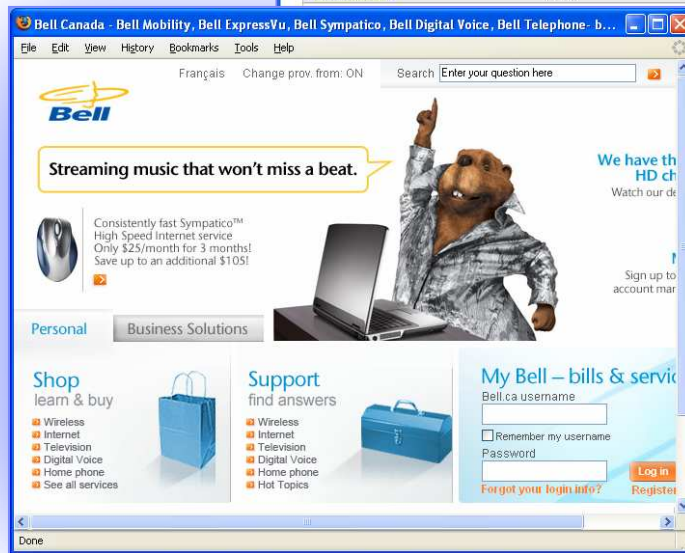 Bell Canada - Bell Mobility, Bell ExpressVu, Bell Sympatico, Bell Digital Voice, Bell Telephone- b...
File Edit View History Bookmarks Tools Help
Français Change prov. from: ON Search Enter your question here
Bell
Streaming music that won't miss a beat.
We have th
HD ch
Watch our de
Consistently fast Sympatico™
High Speed Internet service
Only $25/month for 3 months!
Save up to an additional $105!
Sign up to
account mar
Personal Business Solutions
Shop
learn & buy
Wireless
Internet
Television
Digital Voice
Home phone
See all services
Support
find answers
Wireless
Internet
Television
Digital Voice
Home phone
Hot Topics
My Bell – bills & servic
Bell.ca username
Remember my username
Password
Log in
Forgot your login info? Register
Done